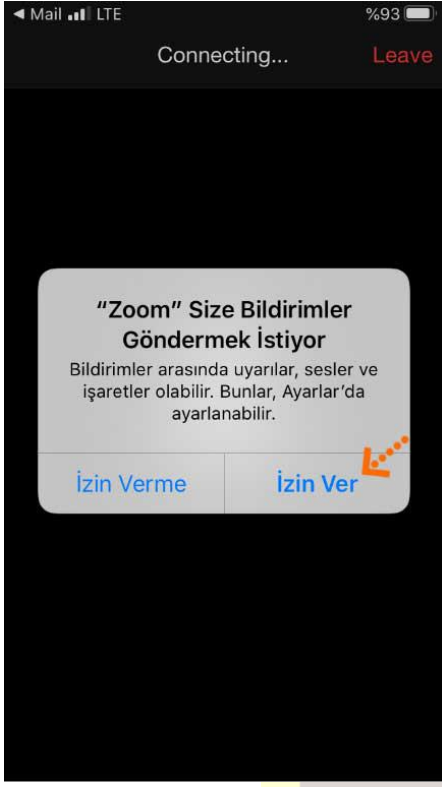 Mail LTE %93
Connecting... Leave
“Zoom” Size Bildirimler
Göndermek İstiyor
Bildirimler arasında uyarılar, sesler ve
işaretler olabilir. Bunlar, Ayarlar’da
ayarlanabilir.
İzin Verme İzin Ver